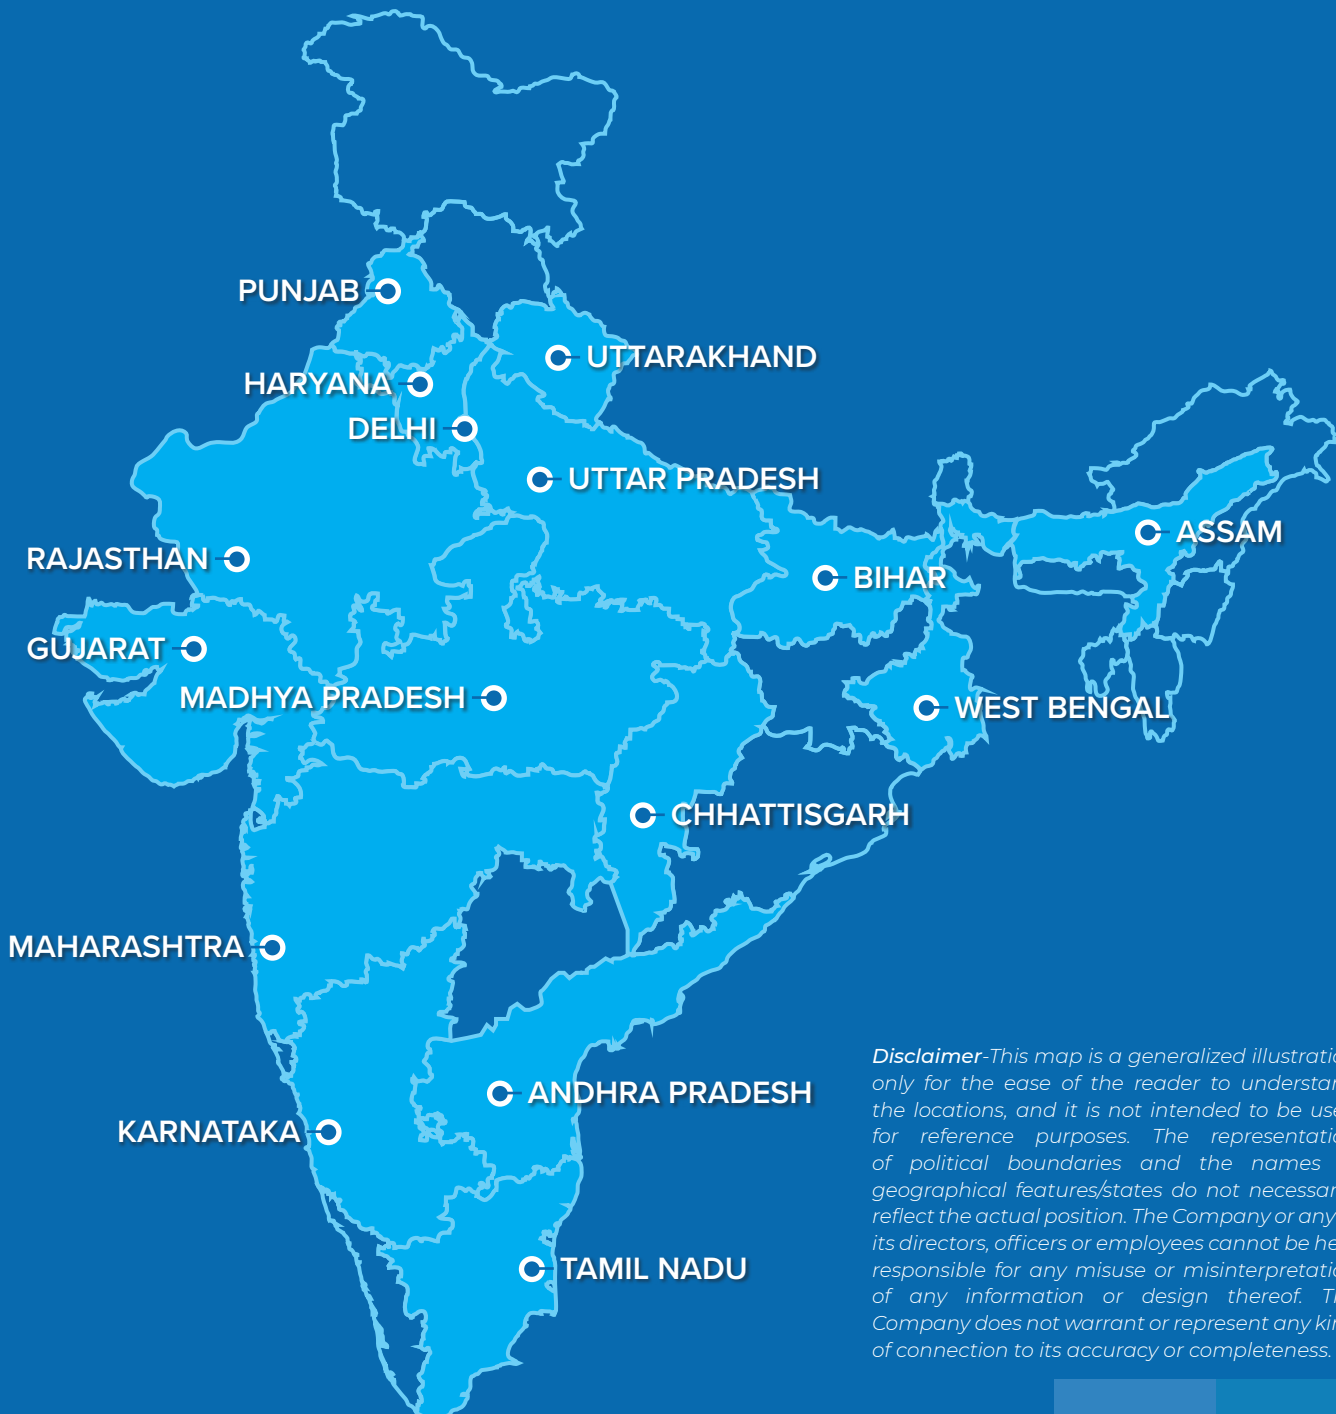 PUNJAB
UTTARAKHAND
HARYANA
DELHI
UTTAR PRADESH
ASSAM
RAJASTHAN
BIHAR
GUJARAT
MADHYA PRADESH
WEST BENGAL
CHHATTISGARH
MAHARASHTRA
ANDHRA PRADESH
KARNATAKA
TAMIL NADU
Disclaimer-This map is a generalized illustratio
only for the ease of the reader to understan
the locations, and it is not intended to be use
for reference purposes. The representatio
of political boundaries and the names
geographical features/states do not necessar
reflect the actual position. The Company or any
its directors, officers or employees cannot be he
responsible for any misuse or misinterpretatio
of any information or design thereof. Th
Company does not warrant or represent any kin
of connection to its accuracy or completeness.